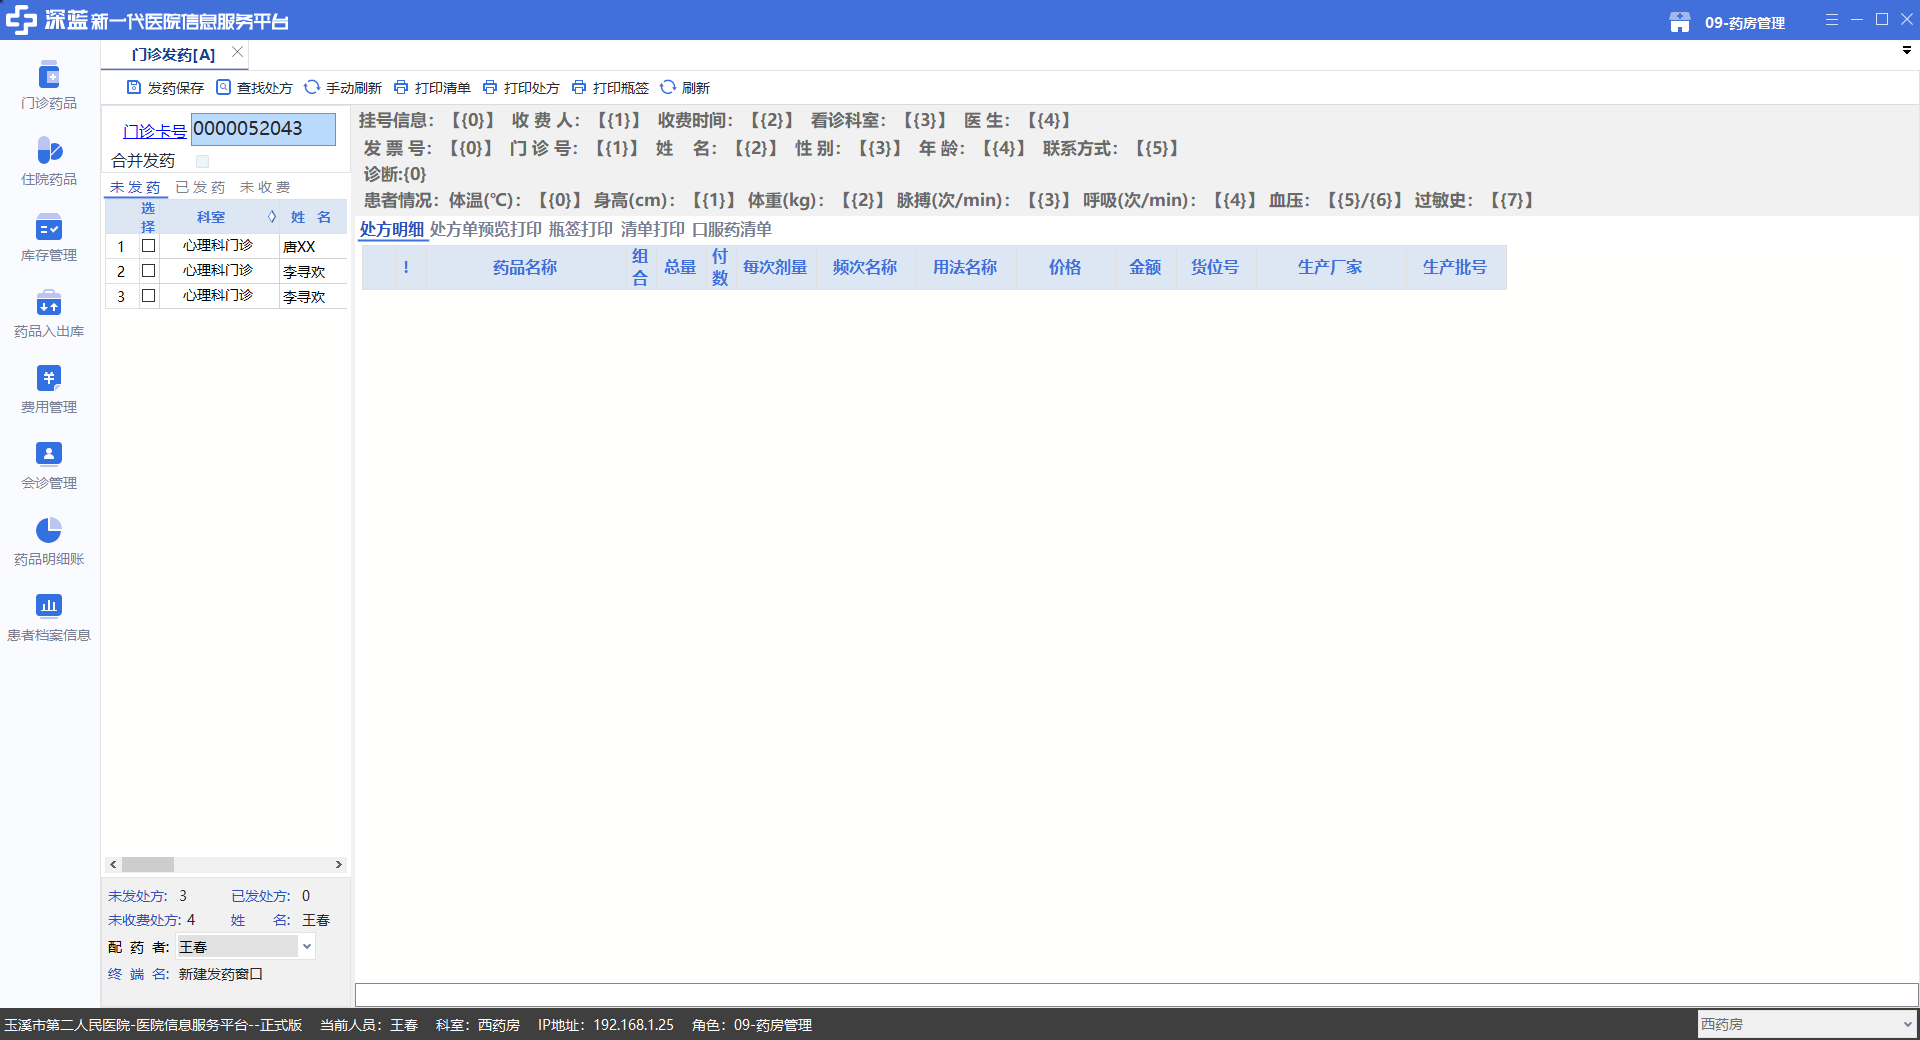 深蓝新一代医院信息服务平台
09-药房管理
门诊发药[A]
发药保存 查找处方 手动刷新 打印清单 打印处方 打印瓶签 刷新
门诊药品
住院药品
库存管理
药品入出库
费用管理
会诊管理
药品明细账
患者档案信息
门诊卡号 0000052043
合并发药
未 发 药 已 发 药 未 收 费
选择 科室 姓 名
1 心理科门诊 唐XX
2 心理科门诊 李寻欢
3 心理科门诊 李寻欢
未发处方: 3 已发处方: 0
未收费处方: 4 姓 名: 王春
配 药 者: 王春
终 端 名: 新建发药窗口
挂号信息: 【{0}】 收 费 人: 【{1}】 收费时间: 【{2}】 看诊科室: 【{3}】 医 生: 【{4}】
发 票 号: 【{0}】 门 诊 号: 【{1}】 姓 名: 【{2}】 性 别: 【{3}】 年 龄: 【{4}】 联系方式: 【{5}】
诊断:{0}
患者情况: 体温(℃): 【{0}】 身高(cm): 【{1}】 体重(kg): 【{2}】 脉搏(次/min): 【{3}】 呼吸(次/min): 【{4}】 血压: 【{5}/{6}】 过敏史: 【{7}】
处方明细 处方单预览打印 瓶签打印 清单打印 口服药清单
! 药品名称 组合 总量 付数 每次剂量 频次名称 用法名称 价格 金额 货位号 生产厂家 生产批号
玉溪市第二人民医院-医院信息服务平台--正式版 当前人员: 王春 科室: 西药房 IP地址: 192.168.1.25 角色: 09-药房管理
西药房